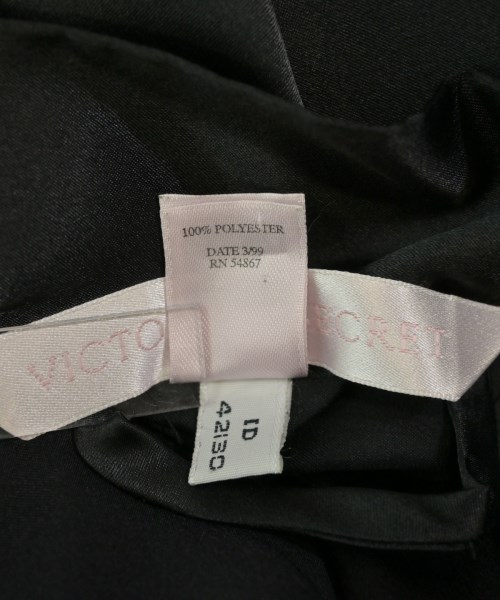 100% POLYESTER
DATE 3/99
RN 54867
VICTO ECRET
ID
42130